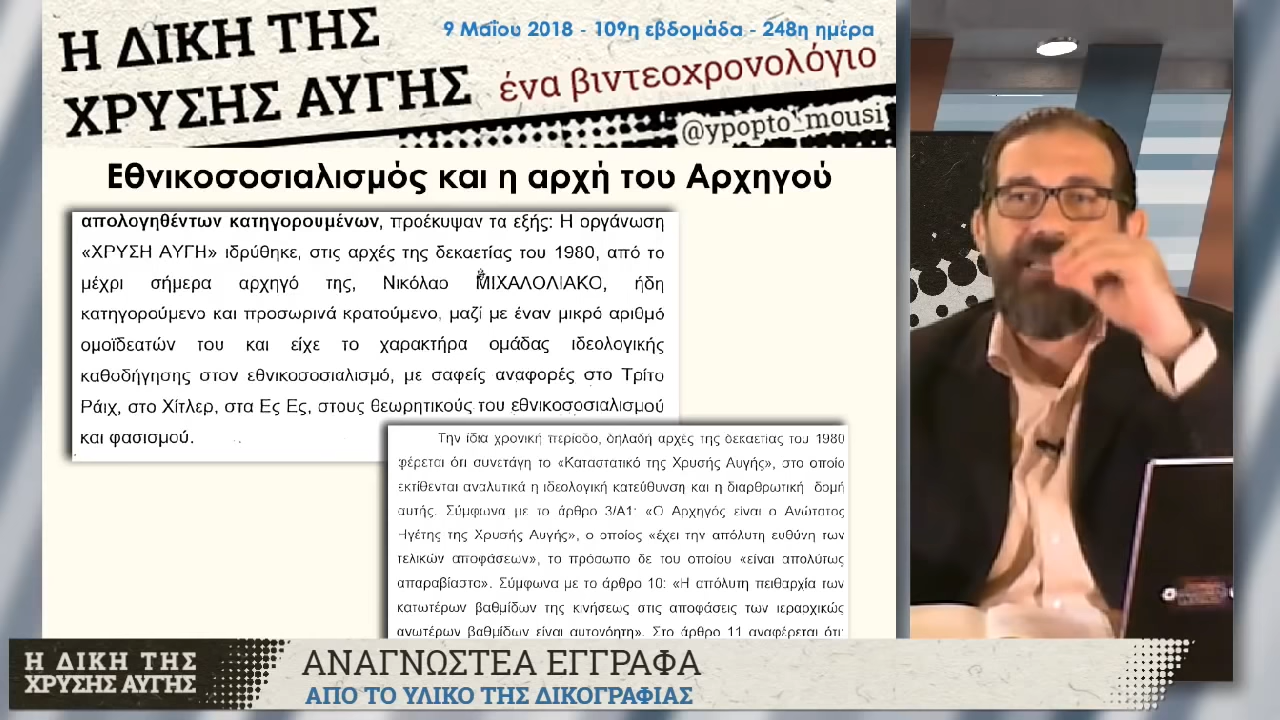 Η ΔΙΚΗ ΤΗΣ
ΧΡΥΣΗΣ ΑΥΓΗΣ
9 Μαΐου 2018 - 109η εβδομάδα - 248η ημέρα
ένα βιντεοχρονολόγιο
@ypopto_mousi
Εθνικοσοσιαλισμός και η αρχή του Αρχηγού
απολογηθέντων κατηγορουμένων, προέκυψαν τα εξής: Η οργάνωση
«ΧΡΥΣΗ ΑΥΓΗ» ιδρύθηκε, στις αρχές της δεκαετίας του 1980, από το
μέχρι σήμερα αρχηγό της, Νικόλαο ΜΙΧΑΛΟΛΙΑΚΟ, ήδη
κατηγορούμενο και προσωρινά κρατούμενο, μαζί με έναν μικρό αριθμό
ομοϊδεατών του και είχε το χαρακτήρα ομάδας ιδεολογικής
καθοδήγησης στον εθνικοσοσιαλισμό, με σαφείς αναφορές στο Τρίτο
Ράιχ, στο Χίτλερ, στα Ες Ες, στους θεωρητικούς του εθνικοσοσιαλισμού
και φασισμού.
Την ίδια χρονική περίοδο, δηλαδή αρχές της δεκαετίας του 1980
φέρεται ότι συνετάγη το «Καταστατικό της Χρυσής Αυγής», στο οποίο
εκτίθενται αναλυτικά η ιδεολογική κατεύθυνση και η διαρθρωτική δομή
αυτής. Σύμφωνα με το άρθρο 3/Α1: «Ο Αρχηγός είναι ο Ανώτατος
Ηγέτης της Χρυσής Αυγής», ο οποίος «έχει την απόλυτη ευθύνη των
τελικών αποφάσεων», το πρόσωπο δε του οποίου «είναι απολύτως
απαραβίαστο». Σύμφωνα με το άρθρο 10: «Η απόλυτη πειθαρχία των
κατωτέρων βαθμίδων της κινήσεως στις αποφάσεις των ιεραρχικώς
ανωτέρων βαθμίδων είναι αυτονόητη». Στο άρθρο 11 αναφέρεται ότι
Η ΔΙΚΗ ΤΗΣ
ΧΡΥΣΗΣ ΑΥΓΗΣ
ΑΝΑΓΝΩΣΤΕΑ ΕΓΓΡΑΦΑ
ΑΠΟ ΤΟ ΥΛΙΚΟ ΤΗΣ ΔΙΚΟΓΡΑΦΙΑΣ